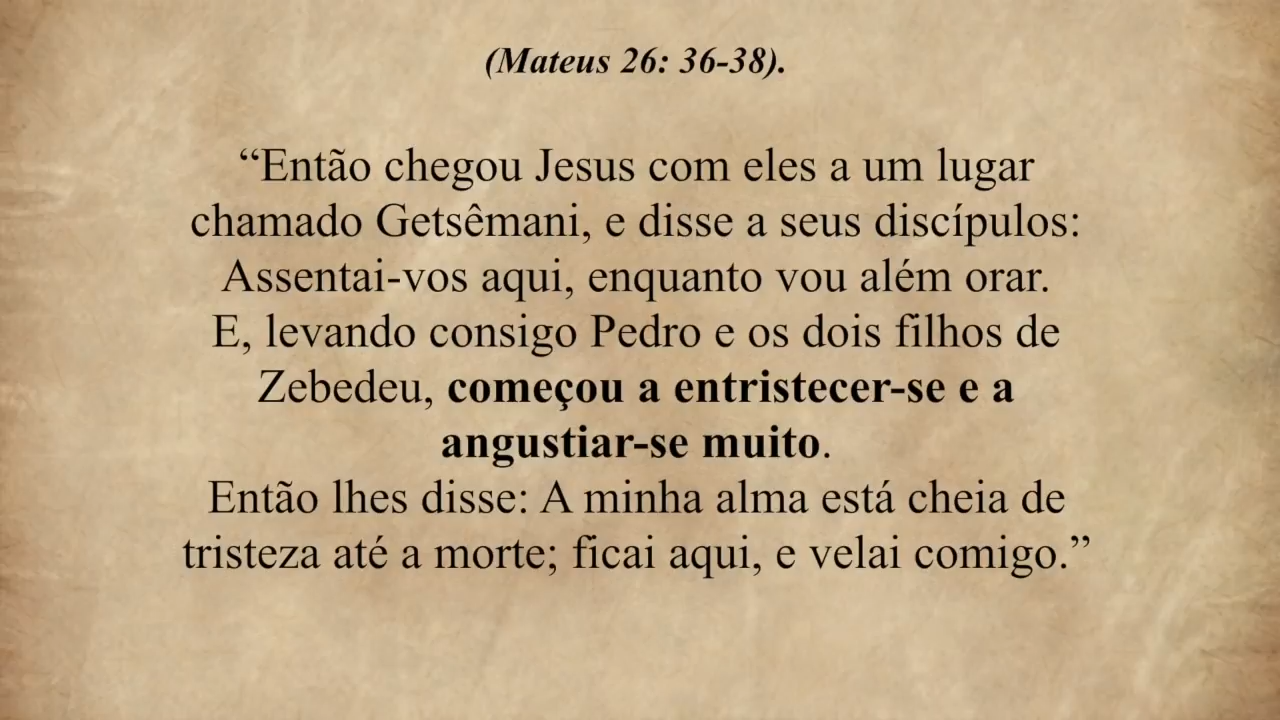 (Mateus 26: 36-38).
“Então chegou Jesus com eles a um lugar
chamado Getsêmani, e disse a seus discípulos:
Assentai-vos aqui, enquanto vou além orar.
E, levando consigo Pedro e os dois filhos de
Zebedeu, começou a entristecer-se e a
angustiar-se muito.
Então lhes disse: A minha alma está cheia de
tristeza até a morte; ficai aqui, e velai comigo.”